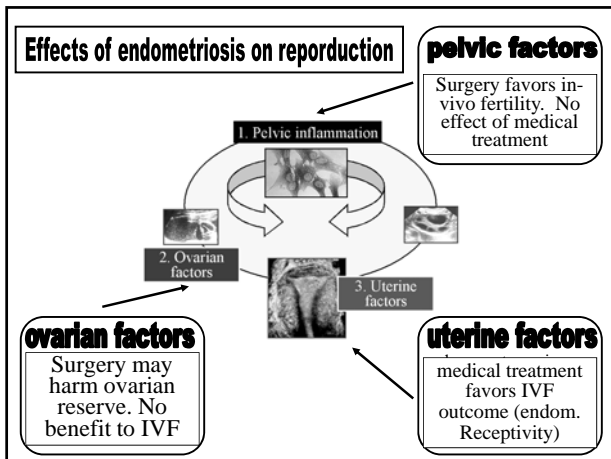 Effects of endometriosis on reporduction
pelvic factors
Surgery favors in-
vivo fertility. No
effect of medical
treatment
1. Pelvic inflammation
2. Ovarian
factors
3. Uterine
factors
ovarian factors
Surgery may
harm ovarian
reserve. No
benefit to IVF
uterine factors
medical treatment
favors IVF
outcome (endom.
Receptivity)